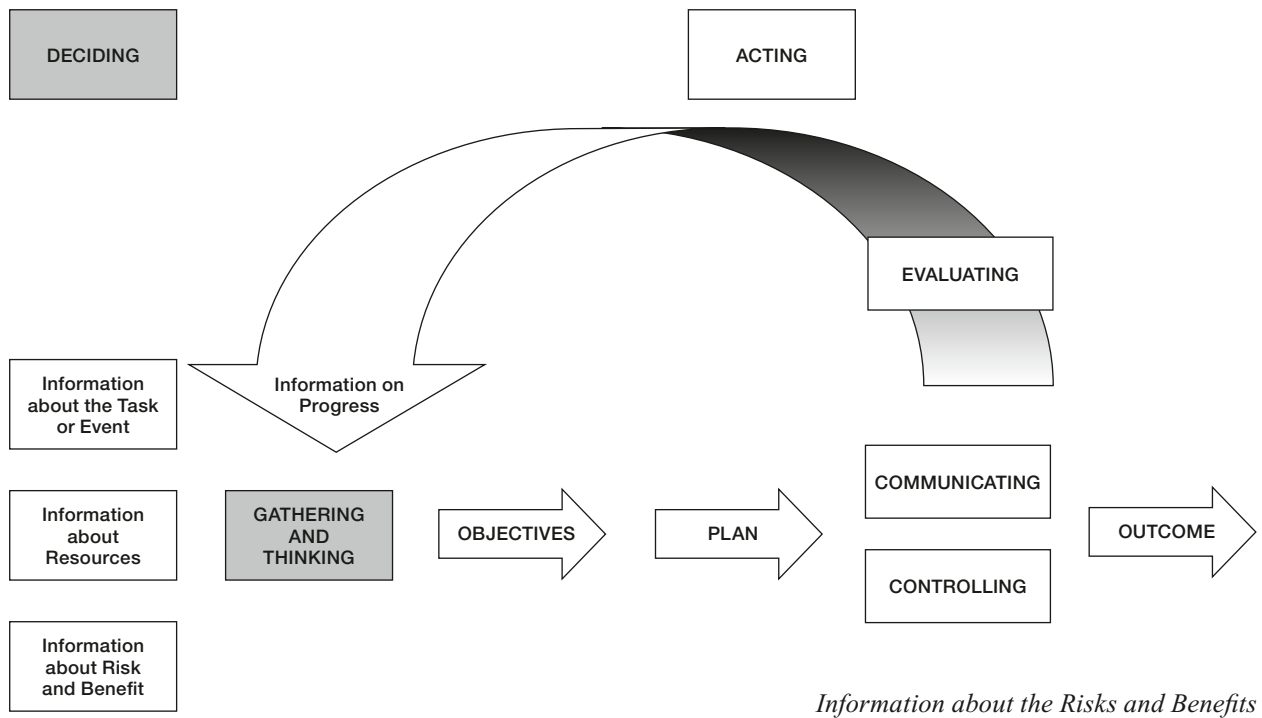 DECIDING
ACTING
EVALUATING
Information
about the Task
or Event
Information on
Progress
Information
about
Resources
GATHERING
AND
THINKING
OBJECTIVES
PLAN
COMMUNICATING
CONTROLLING
OUTCOME
Information
about Risk
and Benefit
Information about the Risks and Benefits